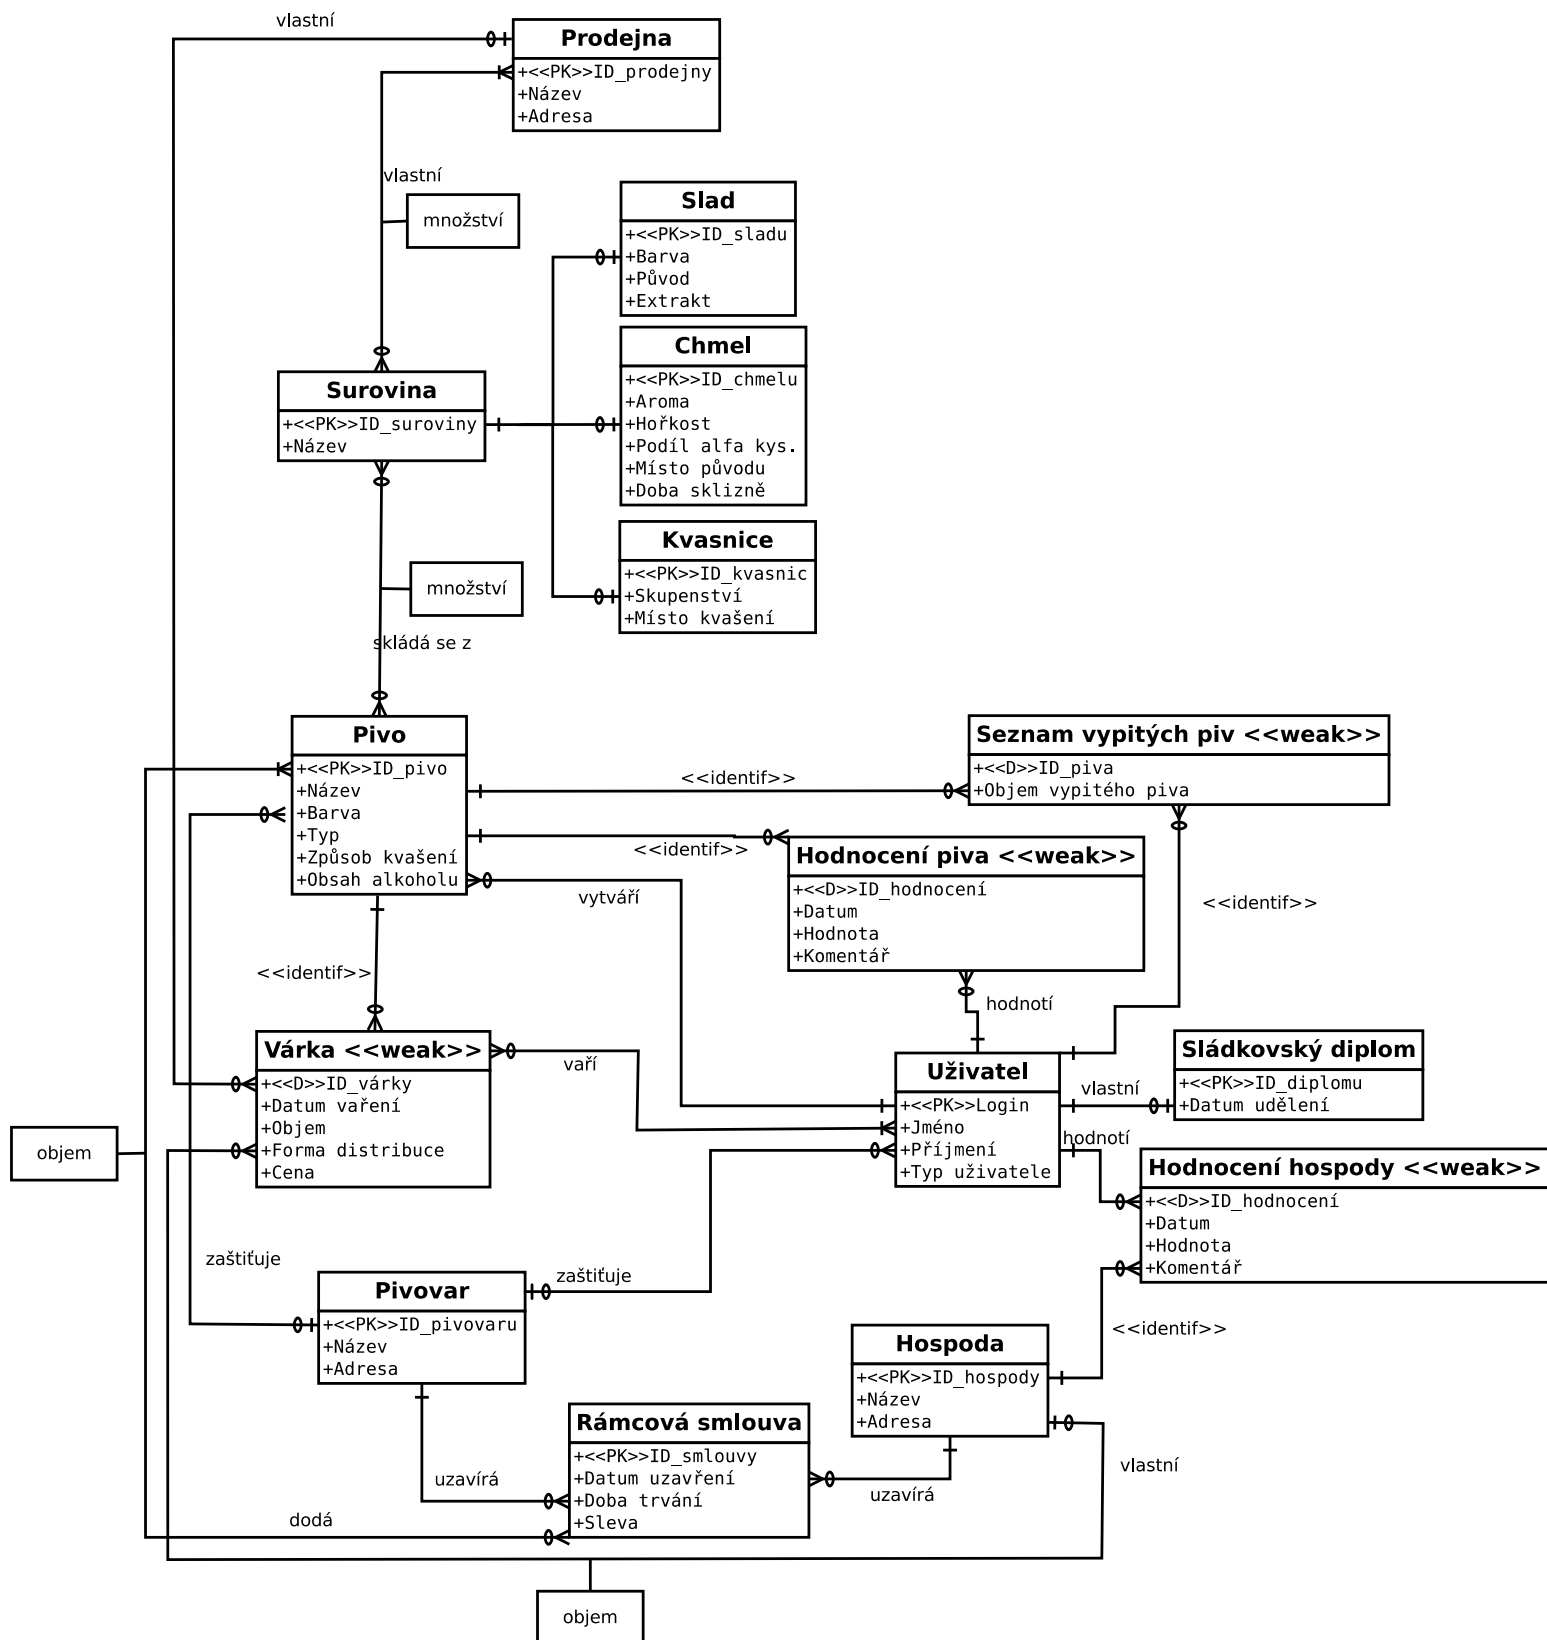 vlastní
Prodejna
+<<PK>>ID_prodejny
+Název
+Adresa
vlastní
množství
Slad
+<<PK>>ID_sladu
+Barva
+Původ
+Extrakt
Chmel
+<<PK>>ID_chmelu
+Aroma
+Hořkost
+Podíl alfa kys.
+Místo původu
+Doba sklizně
Surovina
+<<PK>>ID_suroviny
+Název
Kvasnice
+<<PK>>ID_kvasnic
+Skupenství
+Místo kvašení
množství
skládá se z
Pivo
+<<PK>>ID_pivo
+Název
+Barva
+Typ
+Způsob kvašení
+Obsah alkoholu
<<identif>>
Seznam vypitých piv <<weak>>
+<<D>>ID_piva
+Objem vypitého piva
<<identif>>
Hodnocení piva <<weak>>
+<<D>>ID_hodnocení
+Datum
+Hodnota
+Komentář
vytváří
<<identif>>
<<identif>>
hodnotí
Várka <<weak>>
+<<D>>ID_várky
+Datum vaření
+Objem
+Forma distribuce
+Cena
vaří
Uživatel
+<<PK>>Login
+Jméno
+Příjmení
+Typ uživatele
vlastní
Sládkovský diplom
+<<PK>>ID_diplomu
+Datum udělení
objem
hodnotí
Hodnocení hospody <<weak>>
+<<D>>ID_hodnocení
+Datum
+Hodnota
+Komentář
zaštiťuje
Pivovar
+<<PK>>ID_pivovaru
+Název
+Adresa
zaštiťuje
<<identif>>
Hospoda
+<<PK>>ID_hospody
+Název
+Adresa
Rámcová smlouva
+<<PK>>ID_smlouvy
+Datum uzavření
+Doba trvání
+Sleva
uzavírá
uzavírá
vlastní
dodá
objem